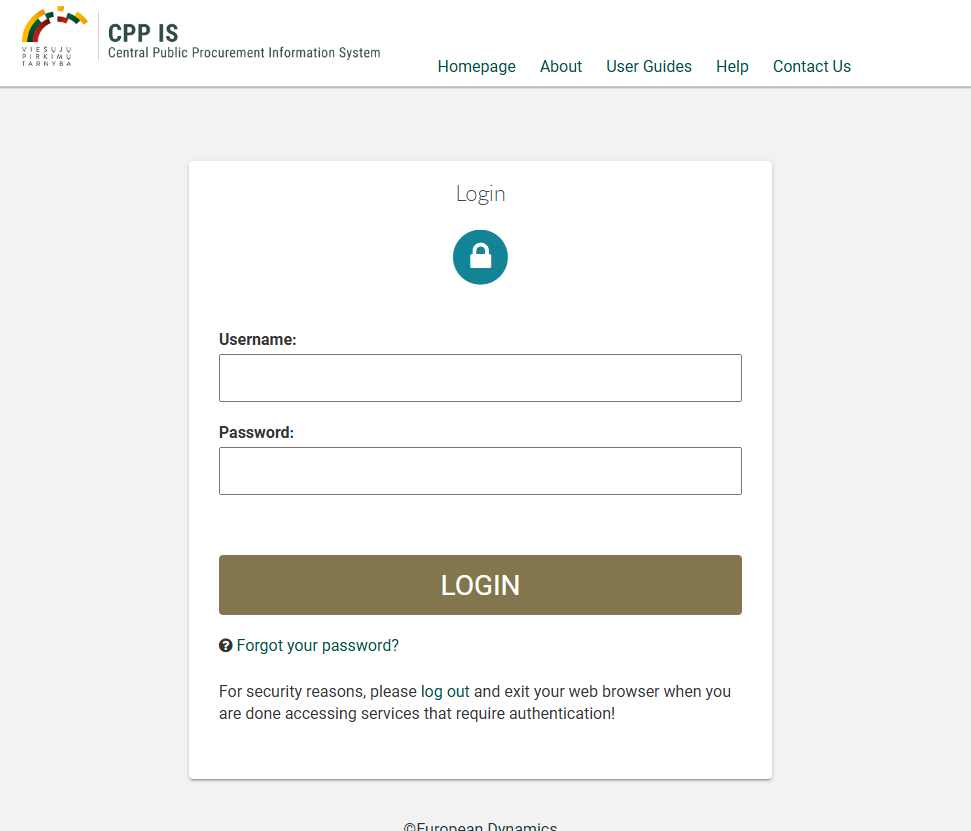 VIEŠŲJŲ
PIRKIMŲ
TARNYBA
CPP IS
Central Public Procurement Information System
Homepage About User Guides Help Contact Us
Login
Username:
Password:
LOGIN
Forgot your password?
For security reasons, please log out and exit your web browser when you
are done accessing services that require authentication!
©European Dynamics